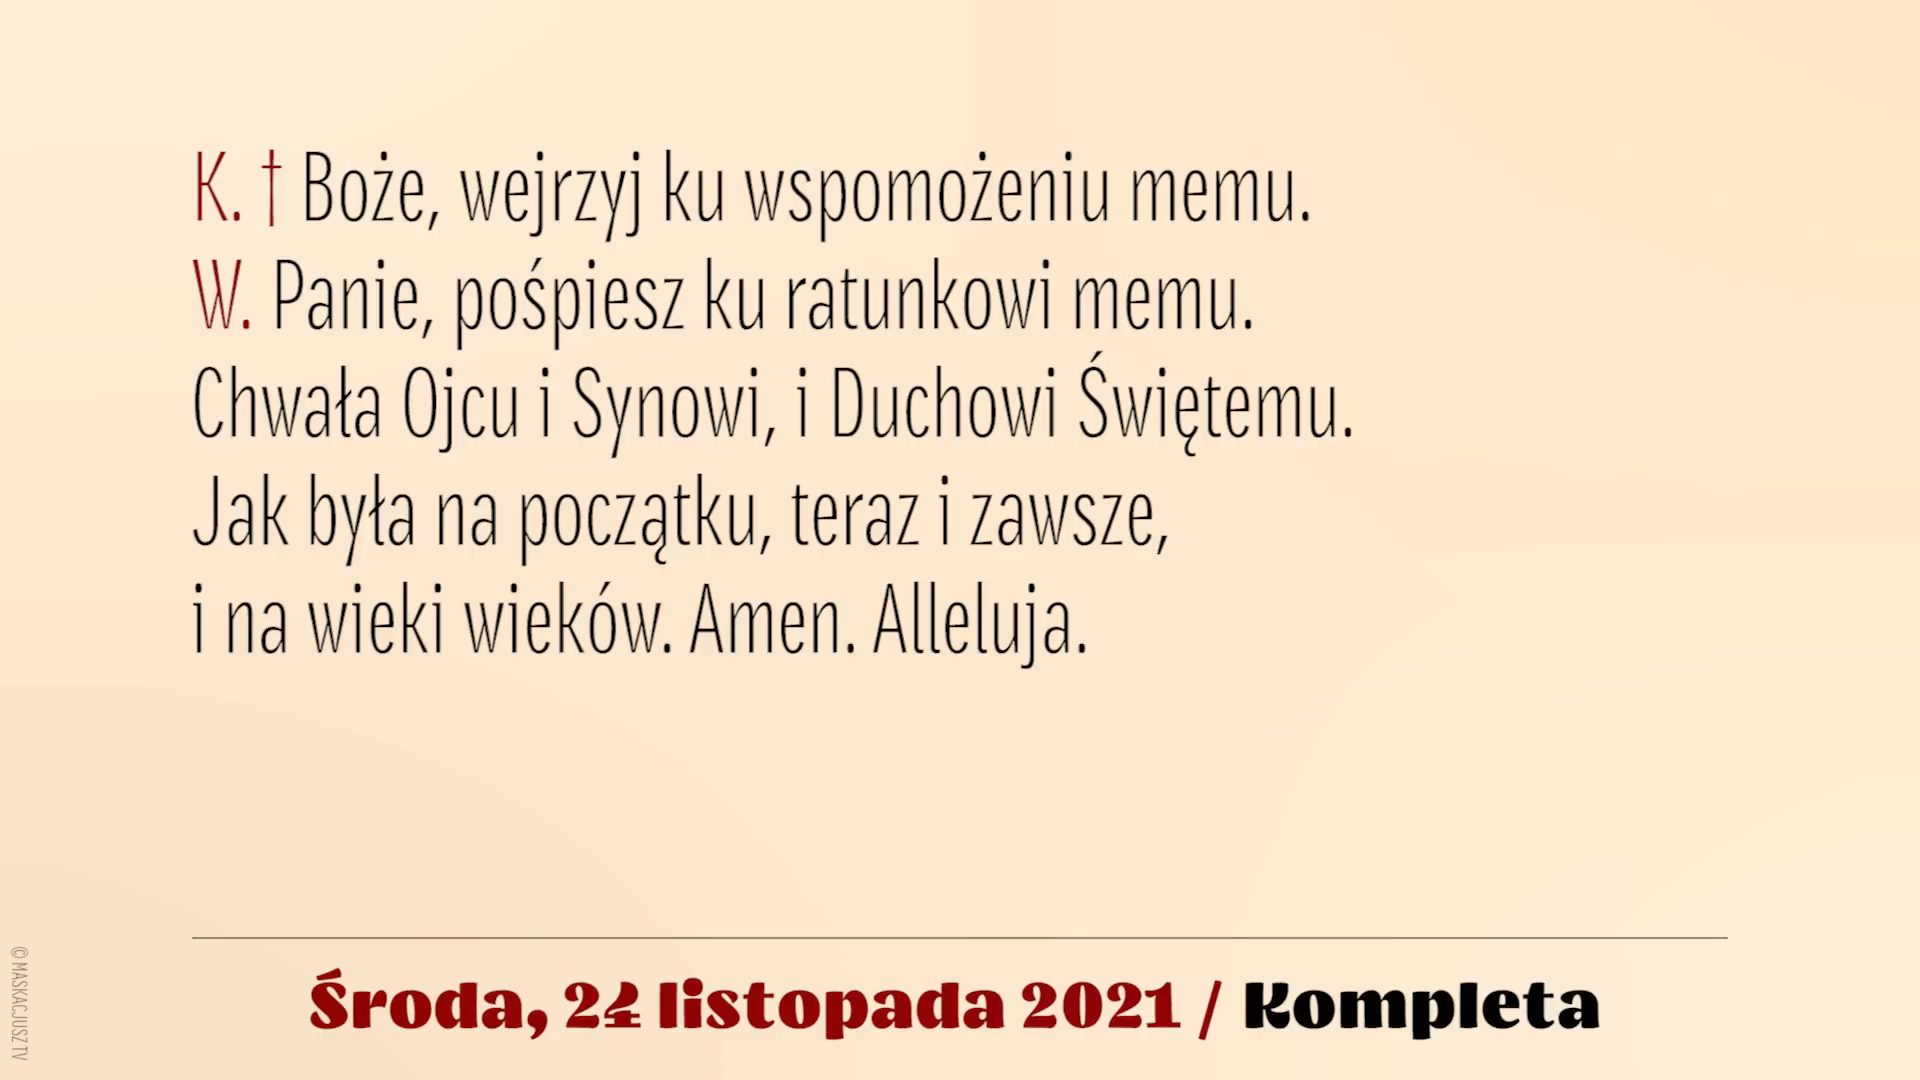 K. † Boże, wejrzyj ku wspomożeniu memu.
W. Panie, pośpiesz ku ratunkowi memu.
Chwała Ojcu i Synowi, i Duchowi Świętemu.
Jak była na początku, teraz i zawsze,
i na wieki wieków. Amen. Alleluja.
Środa, 24 listopada 2021 / Kompleta
© MASKACJUSZ TV